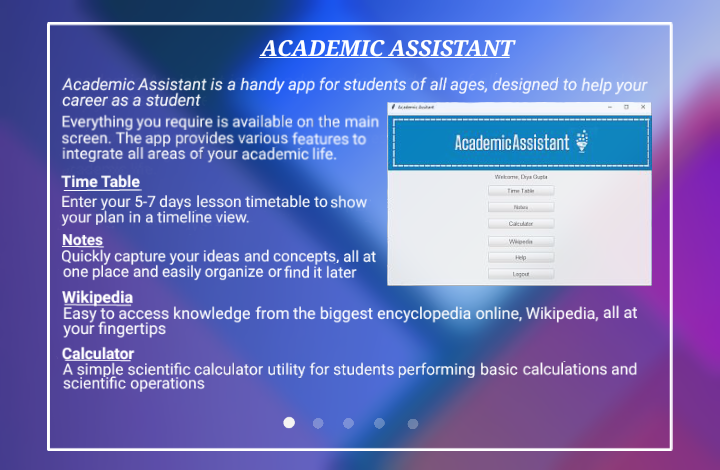 ACADEMIC ASSISTANT
Academic Assistant is a handy app for students of all ages, designed to help your
career as a student
Everything you require is available on the main
screen. The app provides various features to
integrate all areas of your academic life.
Time Table
Enter your 5-7 days lesson timetable to show
your plan in a timeline view.
Notes
Quickly capture your ideas and concepts, all at
one place and easily organize or find it later
Academic Assitant
AcademicAssistant
Welcome, Diya Gupta
Time Table
Notes
Calculator
Wikipedia
Help
Logout
Wikipedia
Easy to access knowledge from the biggest encyclopedia online, Wikipedia, all at
your fingertips
Calculator
A simple scientific calculator utility for students performing basic calculations and
scientific operations